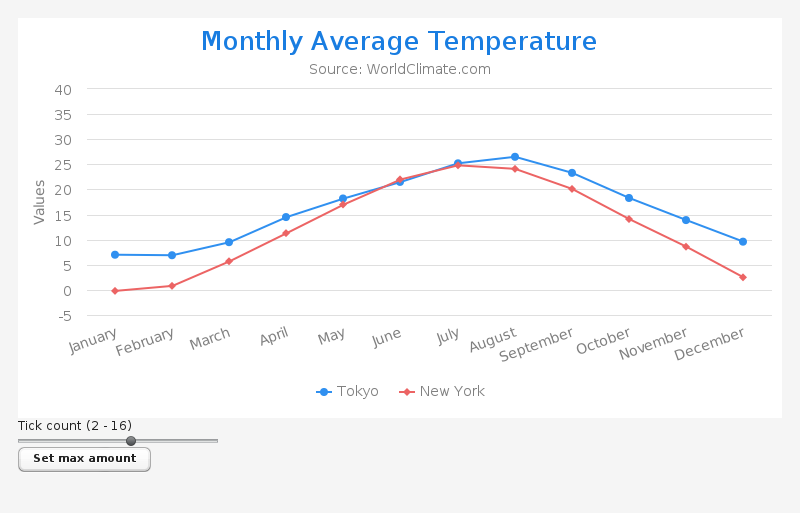 Monthly Average Temperature
Source: WorldClimate.com
Values
40
35
30
25
20
15
10
5
0
-5
January
February
March
April
May
June
July
August
September
October
November
December
Tokyo
New York
Tick count (2 - 16)
Set max amount